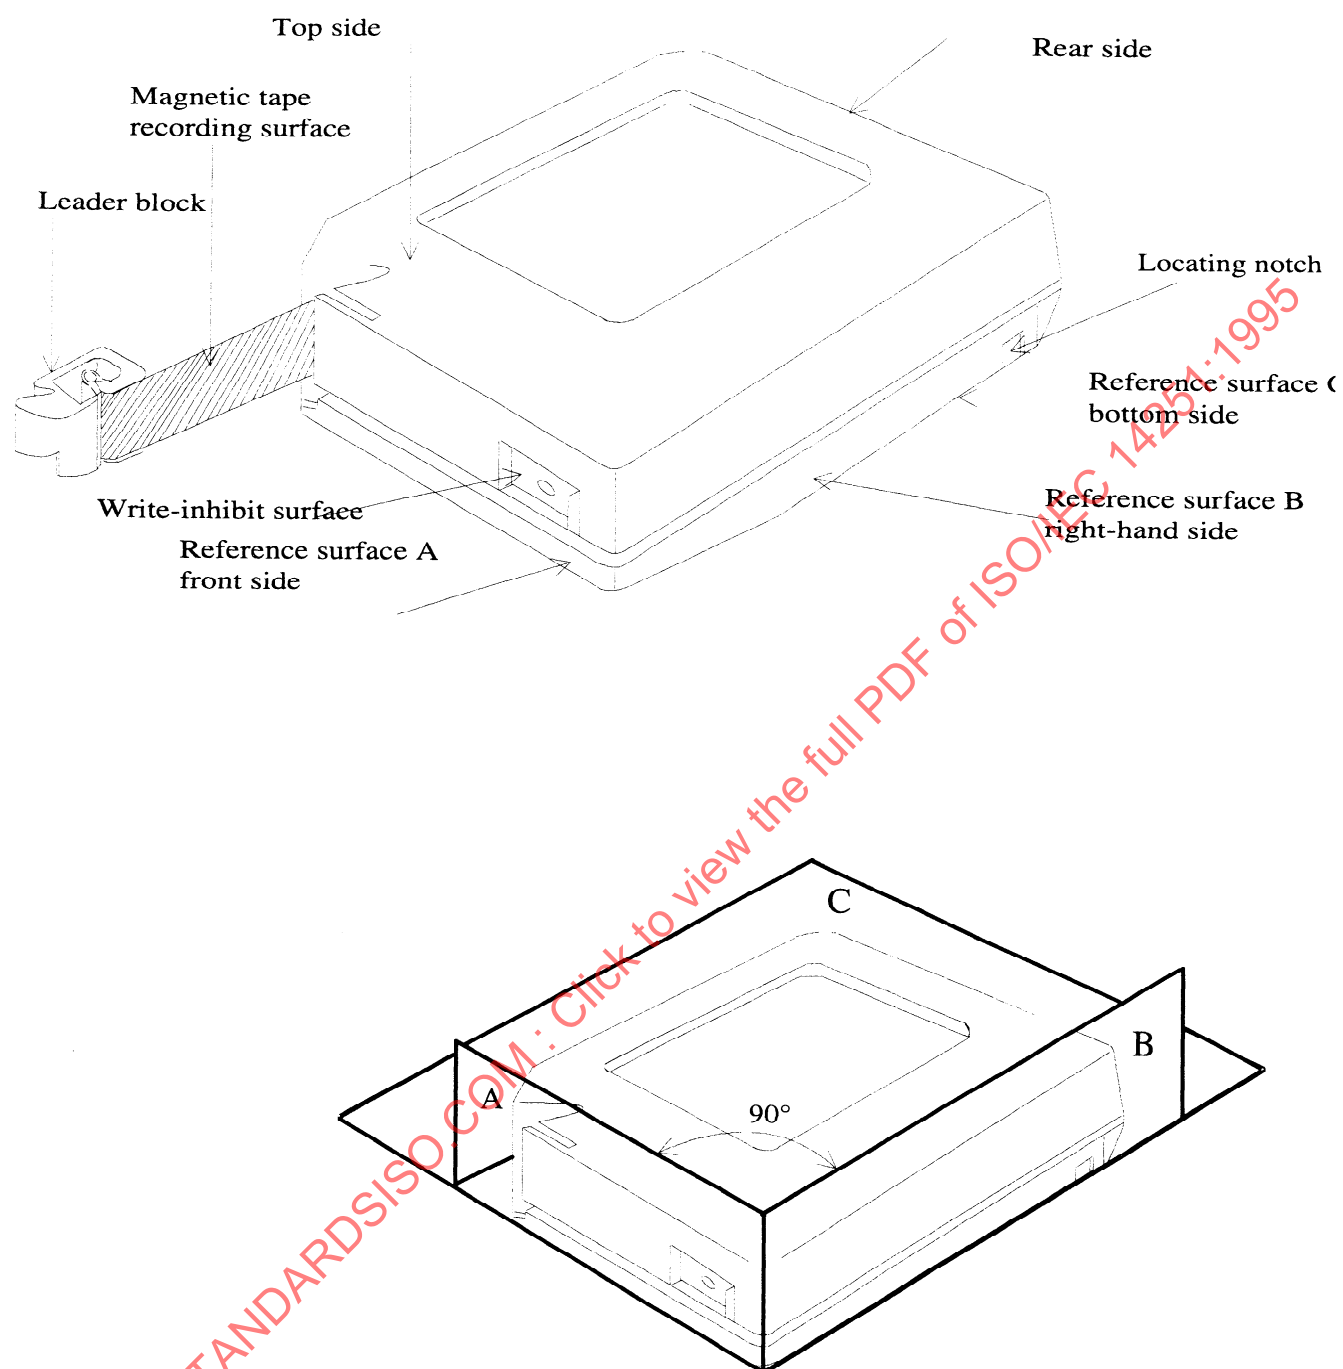 Top side
Rear side
Magnetic tape
recording surface
Leader block
Locating notch
Reference surface
bottom side
Write-inhibit surface
Reference surface B
right-hand side
Reference surface A
front side
C
B
A
90°
TANDARDSISO.COM : Click to view the full PDF of ISO/IEC 14251:1995